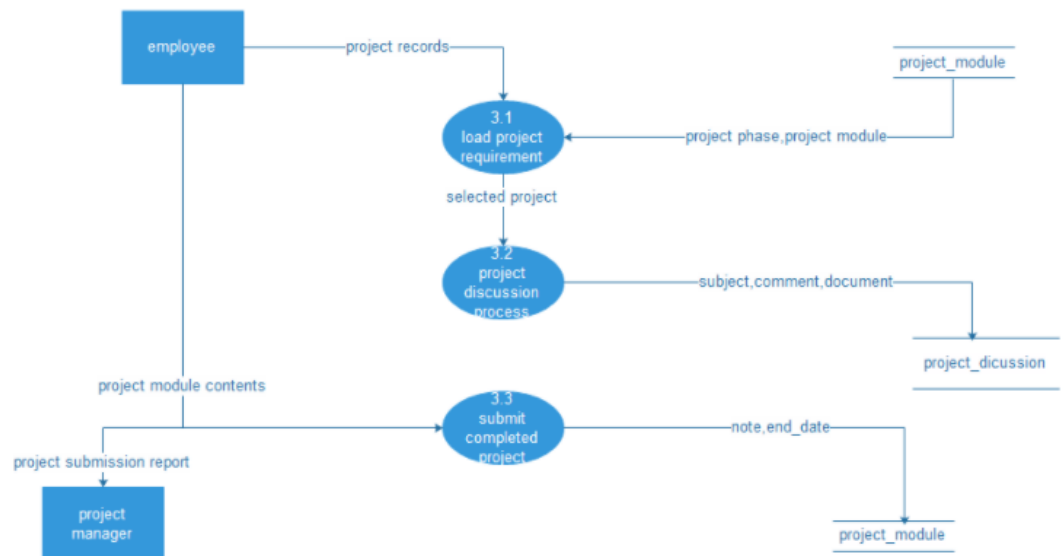 employee
project records
project_module
3.1
load project
requirement
project phase,project module
selected project
3.2
project
discussion
process
subject,comment,document
project_dicussion
project module contents
3.3
submit
completed
project
note,end_date
project submission report
project
manager
project_module